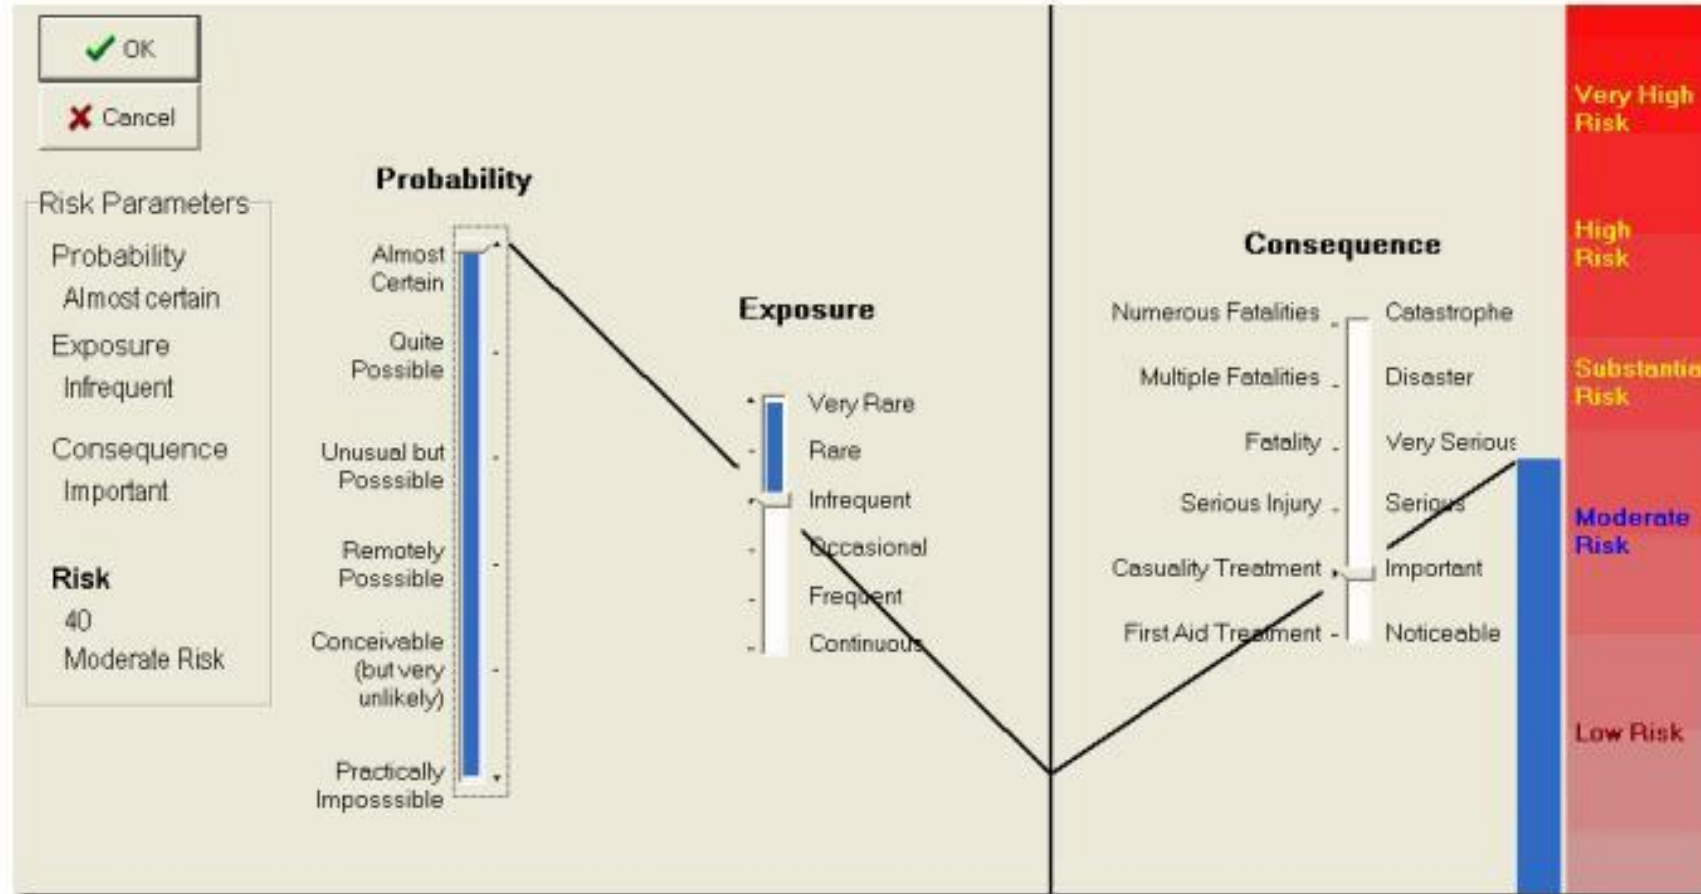 OK
Cancel
Risk Parameters
Probability
Almost certain
Exposure
Infrequent
Consequence
Important
Risk
40
Moderate Risk
Probability
Almost
Certain
Quite
Possible
Unusual but
Posssible
Remotely
Posssible
Conceivable
(but very
unlikely)
Practically
Imposssible
Exposure
Very Rare
Rare
Infrequent
Occasional
Frequent
Continuous
Consequence
Numerous Fatalities
Catastrophe
Multiple Fatalities
Disaster
Fatality
Very Serious
Serious Injury
Serious
Casuality Treatment
Important
First Aid Treatment
Noticeable
Very High
Risk
High
Risk
Substantia
Risk
Moderate
Risk
Low Risk